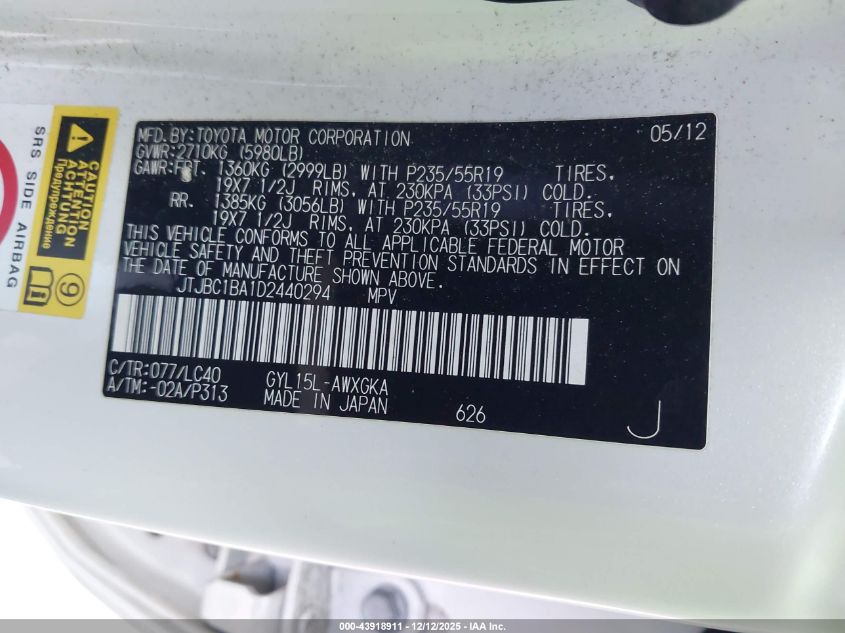 MFD. BY: TOYOTA MOTOR CORPORATION 05/12
GVWR: 2710KG (5980LB)
GAWR: FRT. 1360KG (2999LB) WITH P235/55R19 TIRES,
19X7 1/2J RIMS, AT 230KPA (33PSI) COLD.
RR. 1385KG (3056LB) WITH P235/55R19 TIRES,
19X7 1/2J RIMS, AT 230KPA (33PSI) COLD.
THIS VEHICLE CONFORMS TO ALL APPLICABLE FEDERAL MOTOR
VEHICLE SAFETY AND THEFT PREVENTION STANDARDS IN EFFECT ON
THE DATE OF MANUFACTURE SHOWN ABOVE.
JTJBC1BA1D2440294 MPV
C/TR: 077/LC40 GYL15L-AWXGKA
A/TM: -02A/P313 MADE IN JAPAN 626 J
SRS SIDE AIRBAG
CAUTION
ATTENTION
ACHTUNG
Предупреждение
9
000-43918911 - 12/12/2025 - IAA Inc.